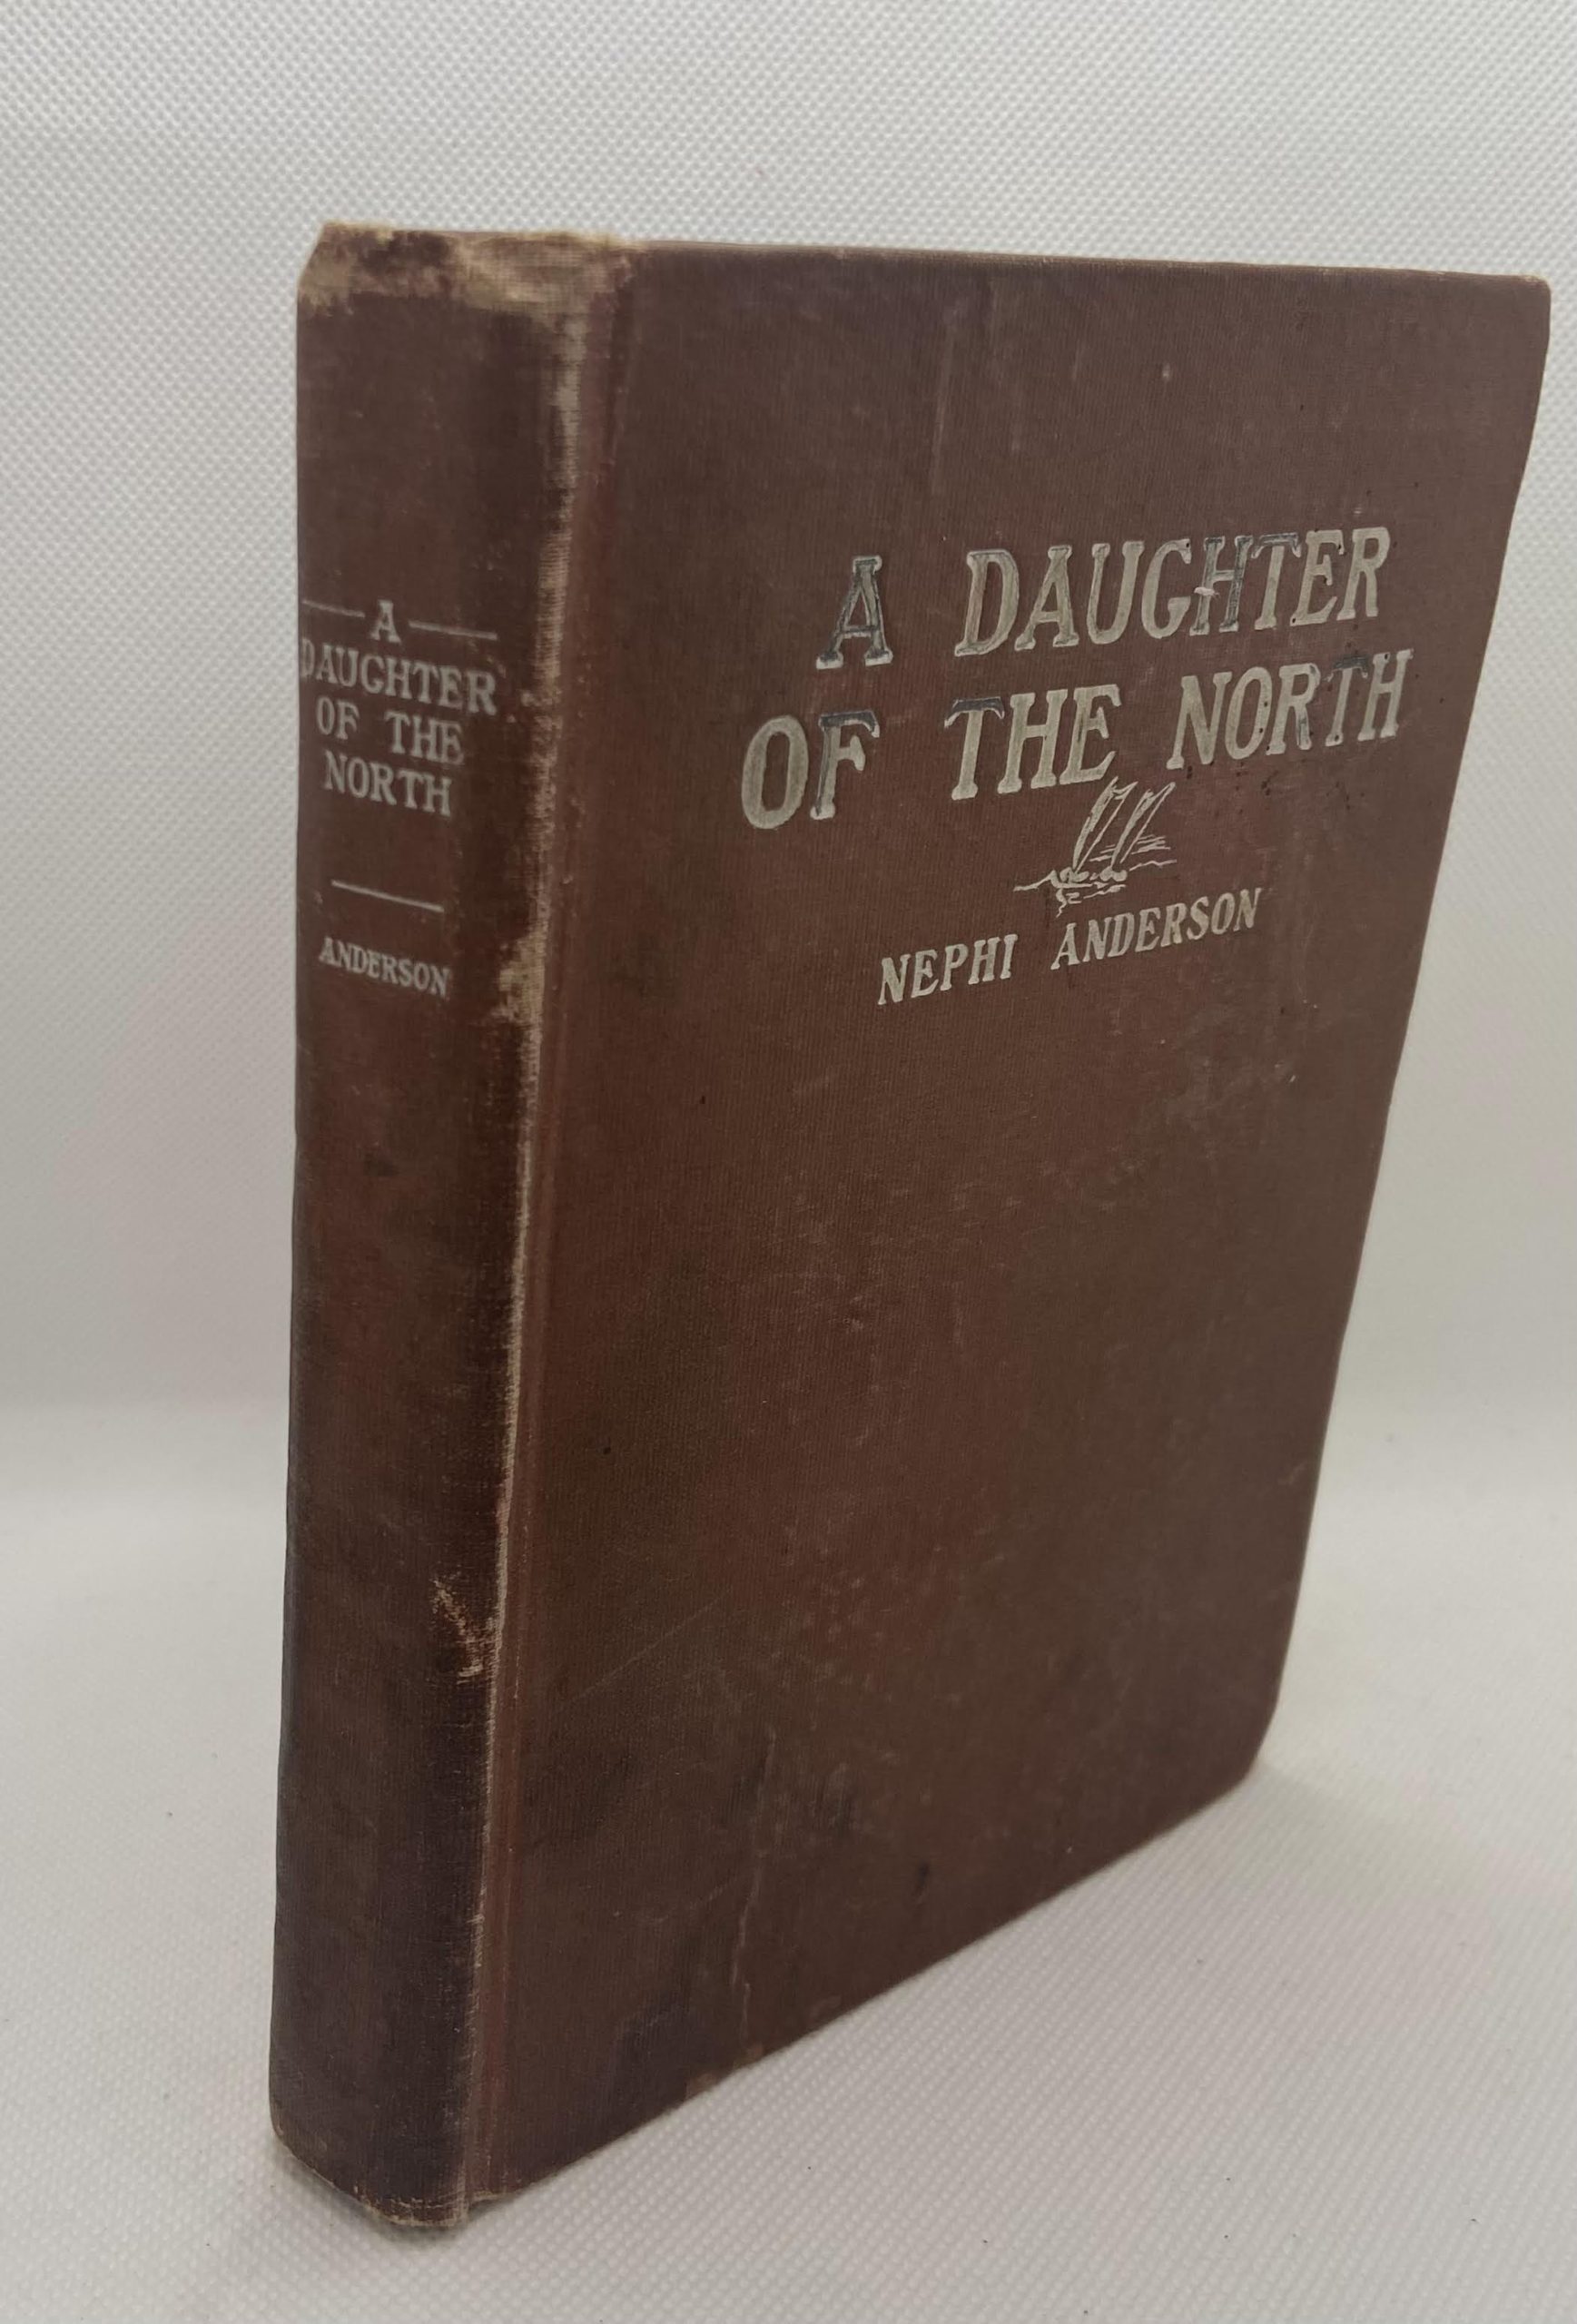 A
DAUGHTER
OF THE
NORTH
ANDERSON
A DAUGHTER
OF THE NORTH
NEPHI ANDERSON